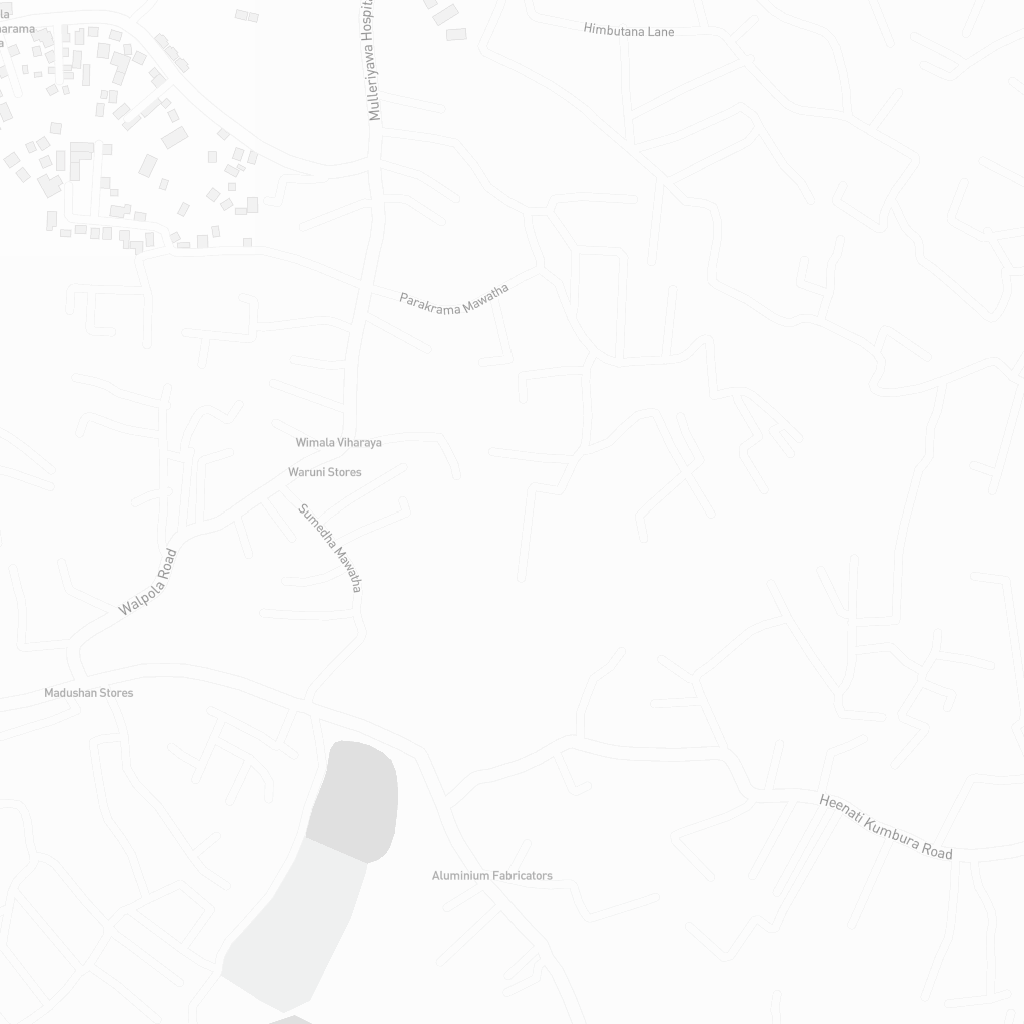 Himbutana Lane
Parakrama Mawatha
Wimala Viharaya
Waruni Stores
Sumedha Mawatha
Walpola Road
Madushan Stores
Heenati Kumbura Road
Aluminium Fabricators
Mulleriyawa